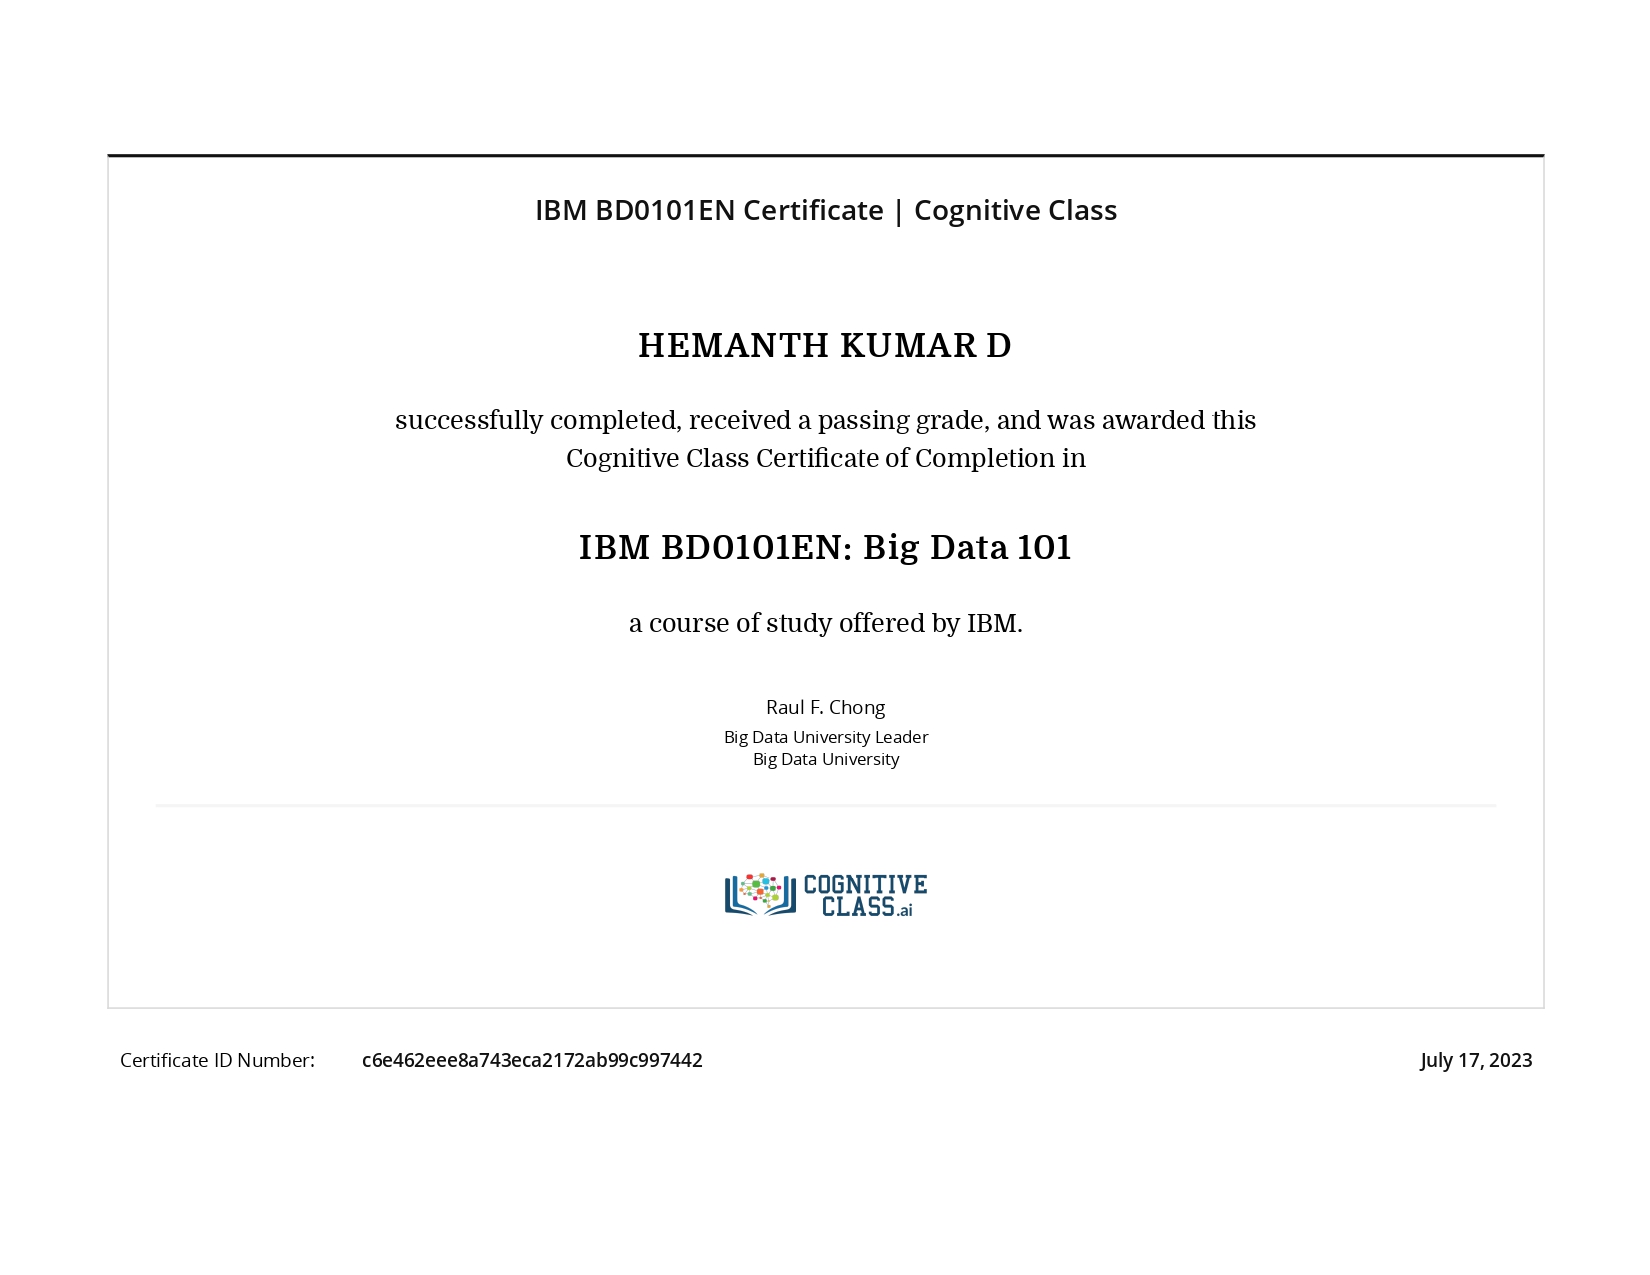 IBM BD0101EN Certificate | Cognitive Class
HEMANTH KUMAR D
successfully completed, received a passing grade, and was awarded this
Cognitive Class Certificate of Completion in
IBM BD0101EN: Big Data 101
a course of study offered by IBM.
Raul F. Chong
Big Data University Leader
Big Data University
COGNITIVE
CLASS.ai
Certificate ID Number: c6e462eee8a743eca2172ab99c997442
July 17, 2023